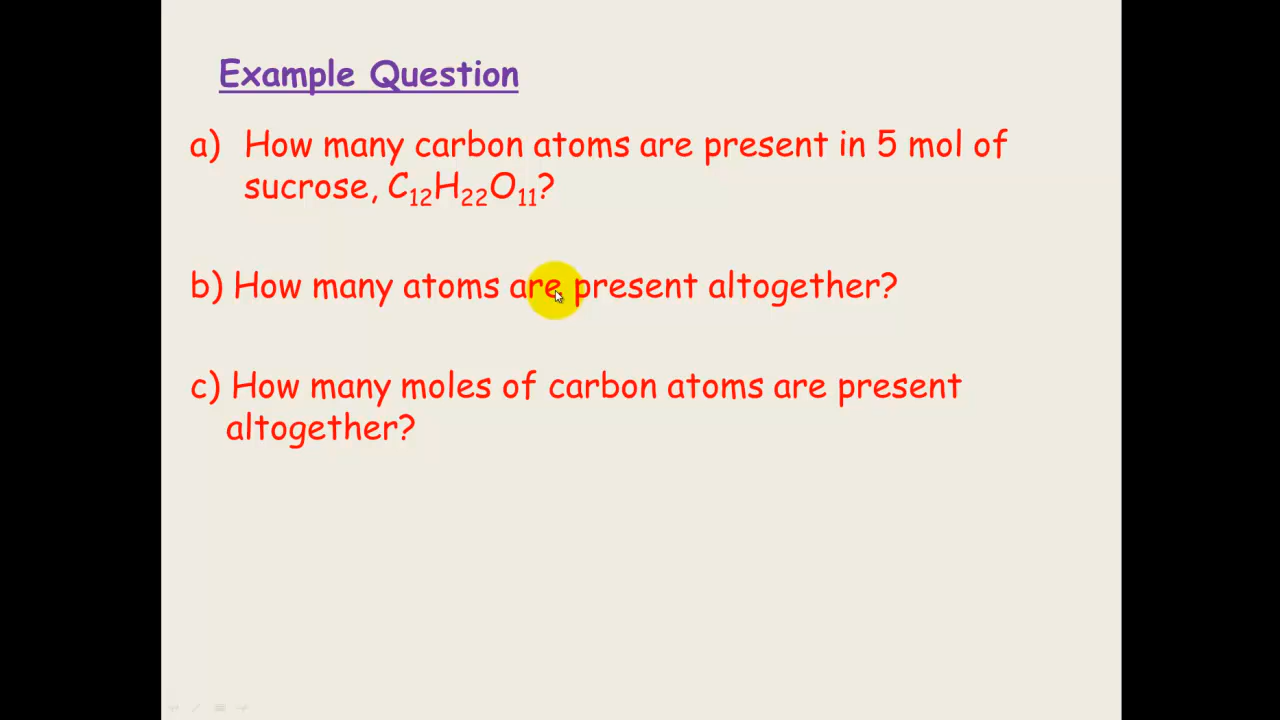 Example Question
a) How many carbon atoms are present in 5 mol of
sucrose, C₁₂H₂₂O₁₁?
b) How many atoms are present altogether?
c) How many moles of carbon atoms are present
altogether?